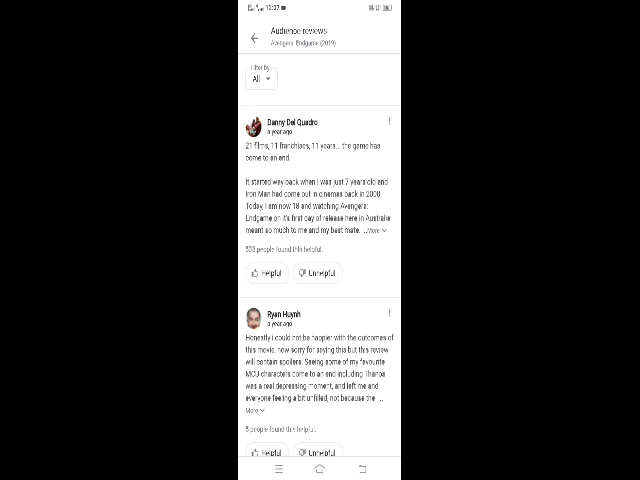 12:07
Audience reviews
Avengers: Endgame (2019)
Filter by
All
Danny Del Quadro
a year ago
21 films, 11 franchises, 11 years... the game has
come to an end.
It started way back when I was just 7 years old and
Iron Man had come out in cinemas back in 2008.
Today, I am now 18 and watching Avengers:
Endgame on it's first day of release here in Australia
meant so much to me and my best mate. ...More
533 people found this helpful.
Helpful
Unhelpful
Ryan Huynh
a year ago
Honestly i could not be happier with the outcomes of
this movie, now sorry for saying this but this review
will contain spoilers. Seeing some of my favourite
MCU characters come to an end including Thanos
was a real depressing moment, and left me and
everyone feeling a bit unfilled, not because the ...
More
5 people found this helpful.
Helpful
Unhelpful